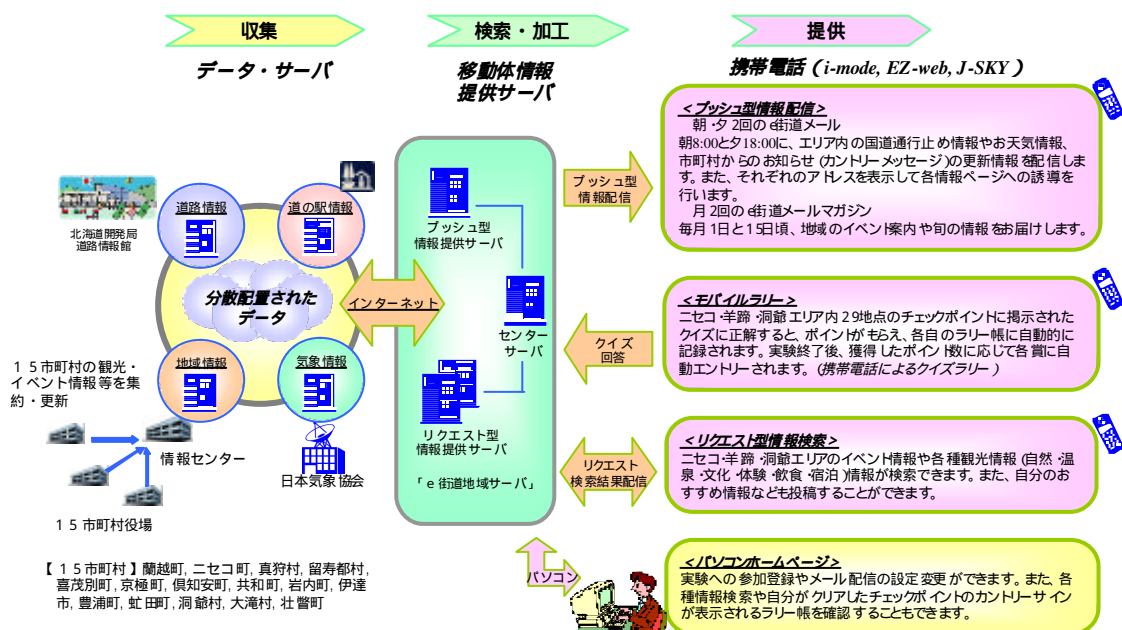 収集
検索・加工
提供
データ・サーバ
移動体情報
提供サーバ
携帯電話（i-mode, EZ-web, J-SKY）
北海道開発局
道路情報館
道路情報
道の駅情報
分散配置された
データ
地域情報
気象情報
インターネット
15市町村の観光・
イベント情報等を集
約・更新
情報センター
15市町村役場
日本気象協会
【15市町村】蘭越町, ニセコ町, 真狩村, 留寿都村,
喜茂別町, 京極町, 倶知安町, 共和町, 岩内町, 伊達
市, 豊浦町, 虻田町, 洞爺村, 大滝村, 壮瞥町
プッシュ型
情報提供サーバ
センター
サーバ
リクエスト型
情報提供サーバ
「e街道地域サーバ」
プッシュ型
情報配信
クイズ
回答
リクエスト
検索結果配信
パソコン
＜プッシュ型情報配信＞
朝・夕2回のe街道メール
朝8:00と夕18:00に、エリア内の国道通行止め情報やお天気情報、
市町村からのお知らせ(カントリーメッセージ)の更新情報を配信しま
す。また、それぞれのアドレスを表示して各情報ページへの誘導を
行います。
月2回のe街道メールマガジン
毎月1日と15日頃、地域のイベント案内や旬の情報をお届けします。
＜モバイルラリー＞
ニセコ・羊蹄・洞爺エリア内29地点のチェックポイントに掲示された
クイズに正解すると、ポイントがもらえ、各自のラリー帳に自動的に
記録されます。実験終了後、獲得したポイント数に応じて各賞に自
動エントリーされます。(携帯電話によるクイズラリー)
＜リクエスト型情報検索＞
ニセコ・羊蹄・洞爺エリアのイベント情報や各種観光情報(自然・温
泉・文化・体験・飲食・宿泊)情報が検索できます。また、自分のお
すすめ情報なども投稿することができます。
＜パソコンホームページ＞
実験への参加登録やメール配信の設定変更ができます。また、各
種情報検索や自分がクリアしたチェックポイントのカントリーサイン
が表示されるラリー帳を確認することもできます。